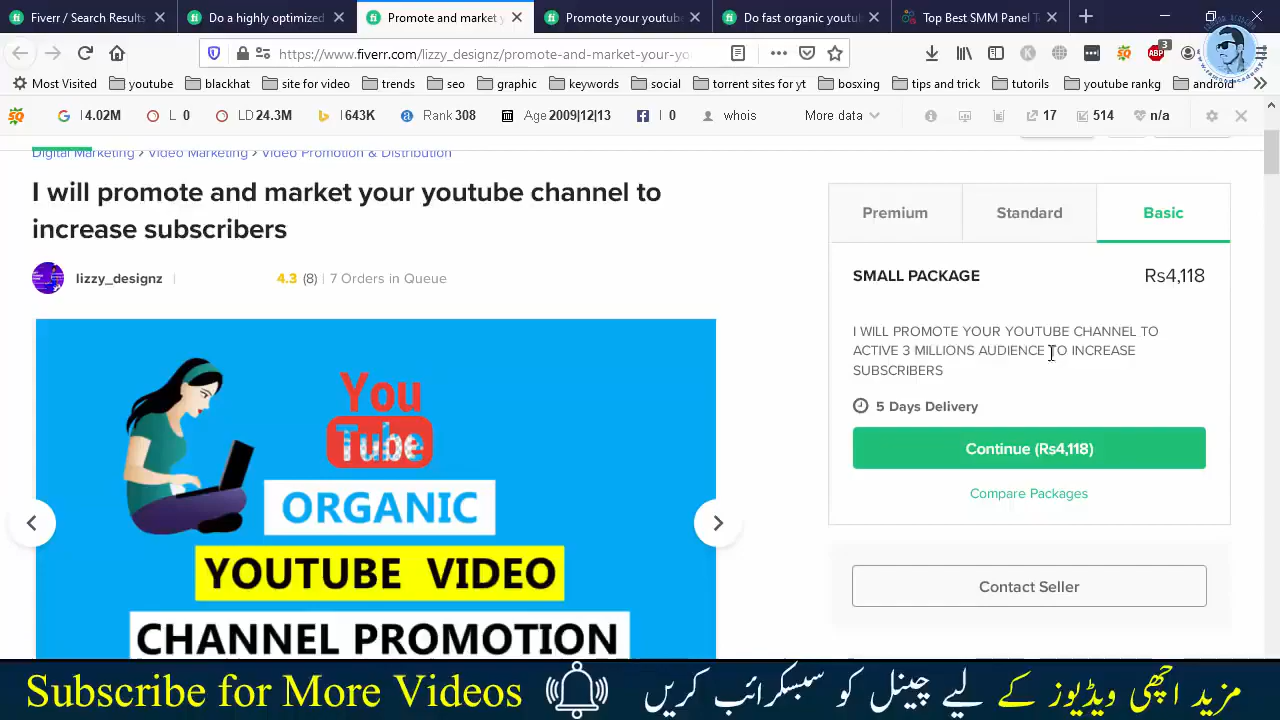 Fiverr / Search Results
Do a highly optimized
Promote and market y
Promote your youtube
Do fast organic youtub
Top Best SMM Panel T
https://www.fiverr.com/lizzy_designz/promote-and-market-your-yo
3
Most Visited
youtube
blackhat
site for video
trends
seo
graphic
keywords
social
torrent sites for y
boxsing
tips and trick
tutorils
youtube rankg
android
4.02M
L 0
LD 24.3M
643K
Rank 308
Age 2009|12|13
0
whois
More data
17
514
n/a
Digital Marketing > Video Marketing > Video Promotion & Distribution
I will promote and market your youtube channel to
increase subscribers
lizzy_designz
4.3 (8) | 7 Orders in Queue
You
Tube
ORGANIC
YOUTUBE VIDEO
CHANNEL PROMOTION
Premium
Standard
Basic
SMALL PACKAGE
Rs4,118
I WILL PROMOTE YOUR YOUTUBE CHANNEL TO
ACTIVE 3 MILLIONS AUDIENCE TO INCREASE
SUBSCRIBERS
5 Days Delivery
Continue (Rs4,118)
Compare Packages
Contact Seller
Subscribe for More Videos
مزید اچھی ویڈیوز کے لیے چینل کو سبسکرائب کریں